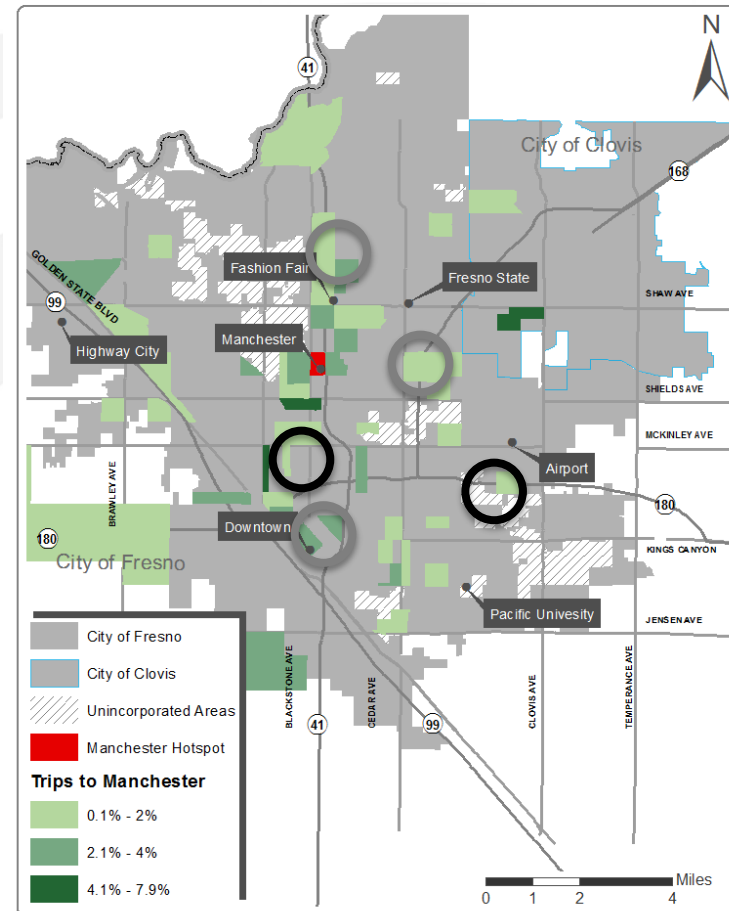 N
41
City of Clovis
168
GOLDEN STATE BLVD
Fashion Fair
Fresno State
SHAW AVE
99
Highway City
Manchester
SHIELDS AVE
MCKINLEY AVE
Airport
BRAWLEY AVE
180
Downtown
180
KINGS CANYON
City of Fresno
Pacific Univesity
JENSEN AVE
BLACKSTONE AVE
CEDAR AVE
CLOVIS AVE
TEMPERANCE AVE
41
99
City of Fresno
City of Clovis
Unincorporated Areas
Manchester Hotspot
Trips to Manchester
0.1% - 2%
2.1% - 4%
4.1% - 7.9%
Miles
0 1 2 4